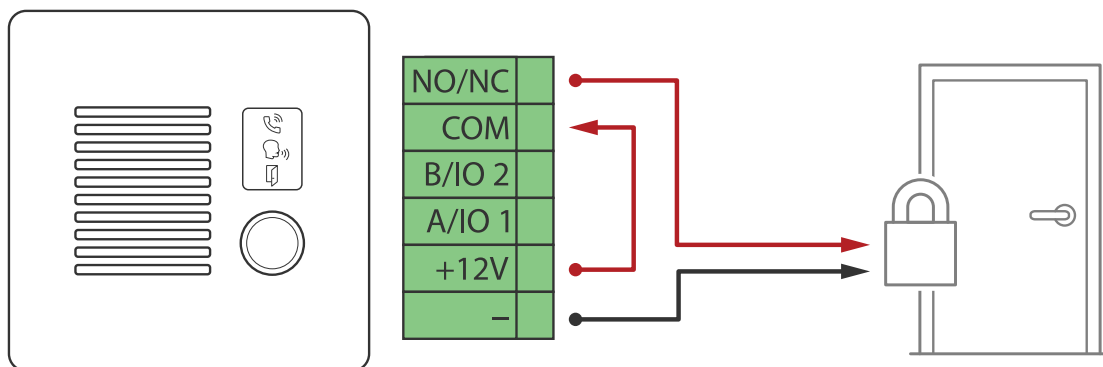 NO/NC
COM
B/IO 2
A/IO 1
+12V
–